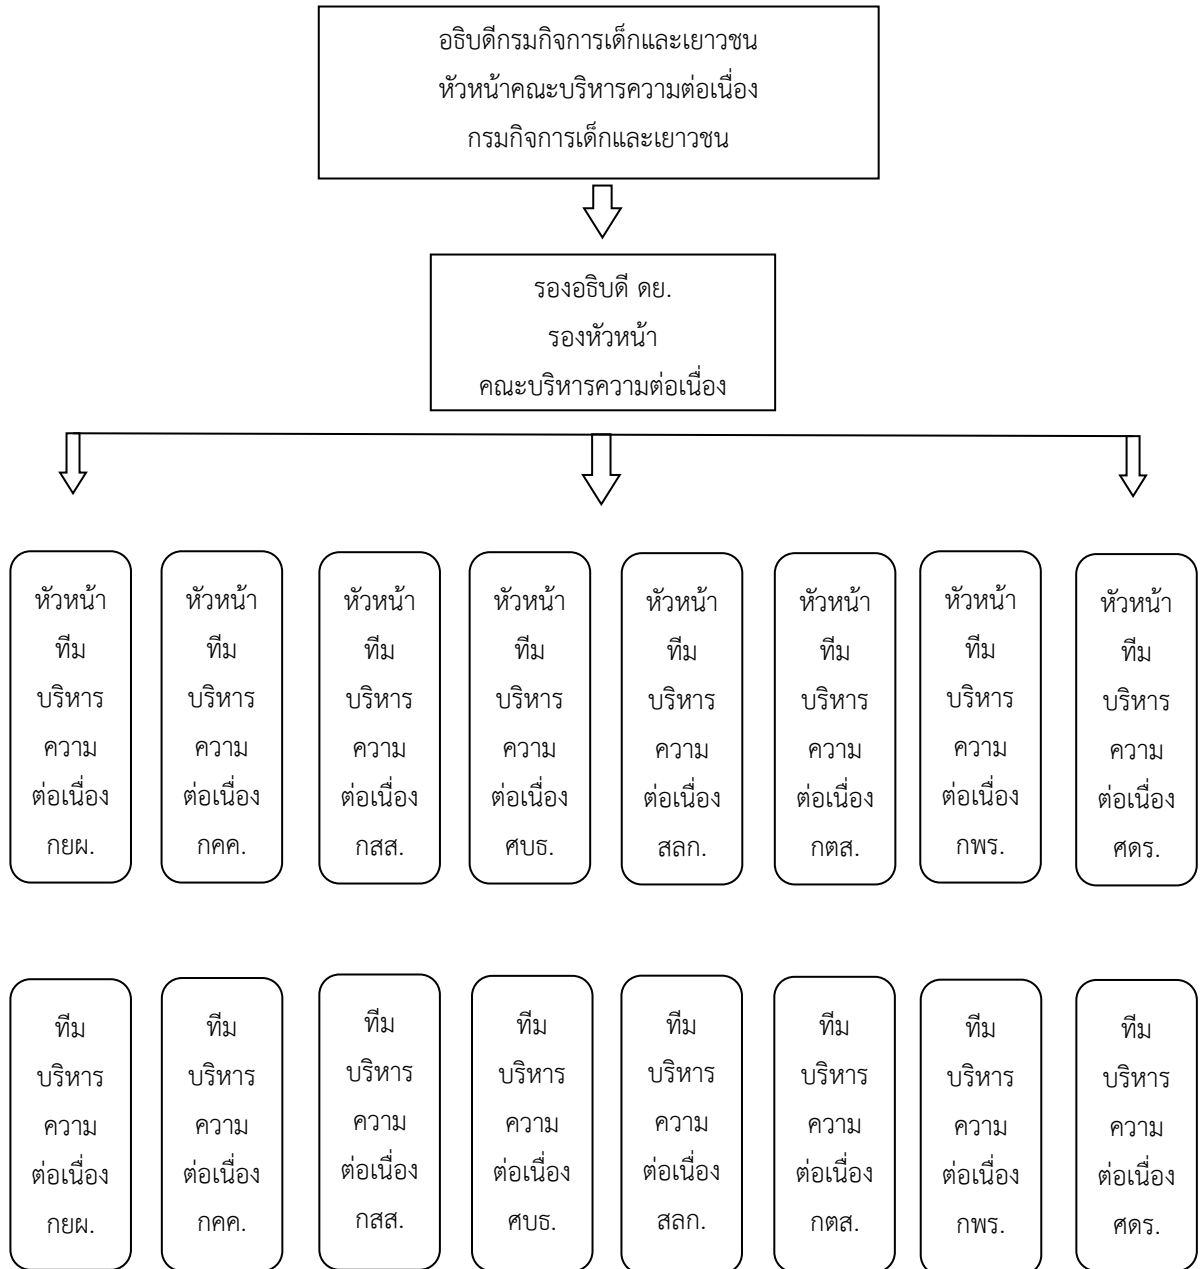 อธิบดีกรมกิจการเด็กและเยาวชน
หัวหน้าคณะบริหารความต่อเนื่อง
กรมกิจการเด็กและเยาวชน
รองอธิบดี ดย.
รองหัวหน้า
คณะบริหารความต่อเนื่อง
หัวหน้า
ทีม
บริหาร
ความ
ต่อเนื่อง
กยผ.
หัวหน้า
ทีม
บริหาร
ความ
ต่อเนื่อง
กคค.
หัวหน้า
ทีม
บริหาร
ความ
ต่อเนื่อง
กสส.
หัวหน้า
ทีม
บริหาร
ความ
ต่อเนื่อง
ศบธ.
หัวหน้า
ทีม
บริหาร
ความ
ต่อเนื่อง
สลก.
หัวหน้า
ทีม
บริหาร
ความ
ต่อเนื่อง
กตส.
หัวหน้า
ทีม
บริหาร
ความ
ต่อเนื่อง
กพร.
หัวหน้า
ทีม
บริหาร
ความ
ต่อเนื่อง
ศดร.
ทีม
บริหาร
ความ
ต่อเนื่อง
กยผ.
ทีม
บริหาร
ความ
ต่อเนื่อง
กคค.
ทีม
บริหาร
ความ
ต่อเนื่อง
กสส.
ทีม
บริหาร
ความ
ต่อเนื่อง
ศบธ.
ทีม
บริหาร
ความ
ต่อเนื่อง
สลก.
ทีม
บริหาร
ความ
ต่อเนื่อง
กตส.
ทีม
บริหาร
ความ
ต่อเนื่อง
กพร.
ทีม
บริหาร
ความ
ต่อเนื่อง
ศดร.